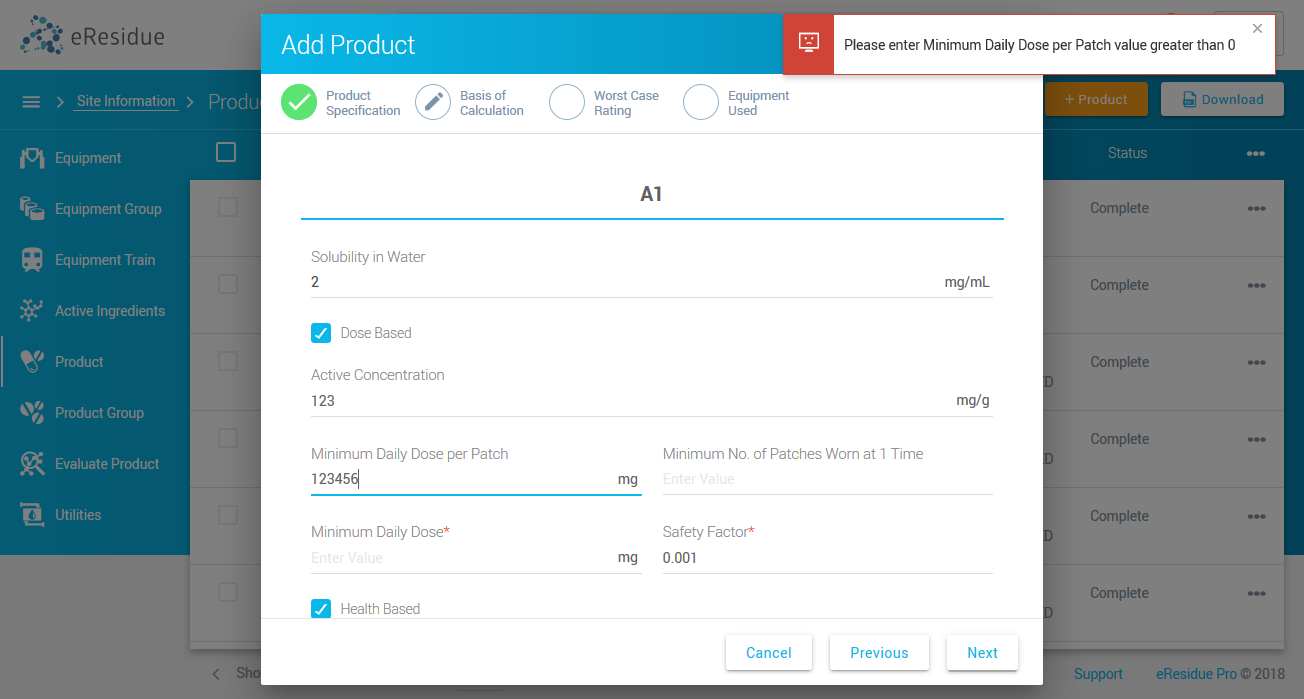 eResidue
Add Product
Please enter Minimum Daily Dose per Patch value greater than 0
Site Information
+ Product
Download
Product Specification
Basis of Calculation
Worst Case Rating
Equipment Used
Status
Equipment
Equipment Group
Equipment Train
Active Ingredients
Product
Product Group
Evaluate Product
Utilities
A1
Solubility in Water
2 mg/mL
Dose Based
Active Concentration
123 mg/g
Minimum Daily Dose per Patch
123456 mg
Minimum No. of Patches Worn at 1 Time
Enter Value
Minimum Daily Dose*
Enter Value mg
Safety Factor*
0.001
Health Based
Complete
Complete
Complete
Complete
Complete
Complete
Cancel
Previous
Next
Support
eResidue Pro © 2018